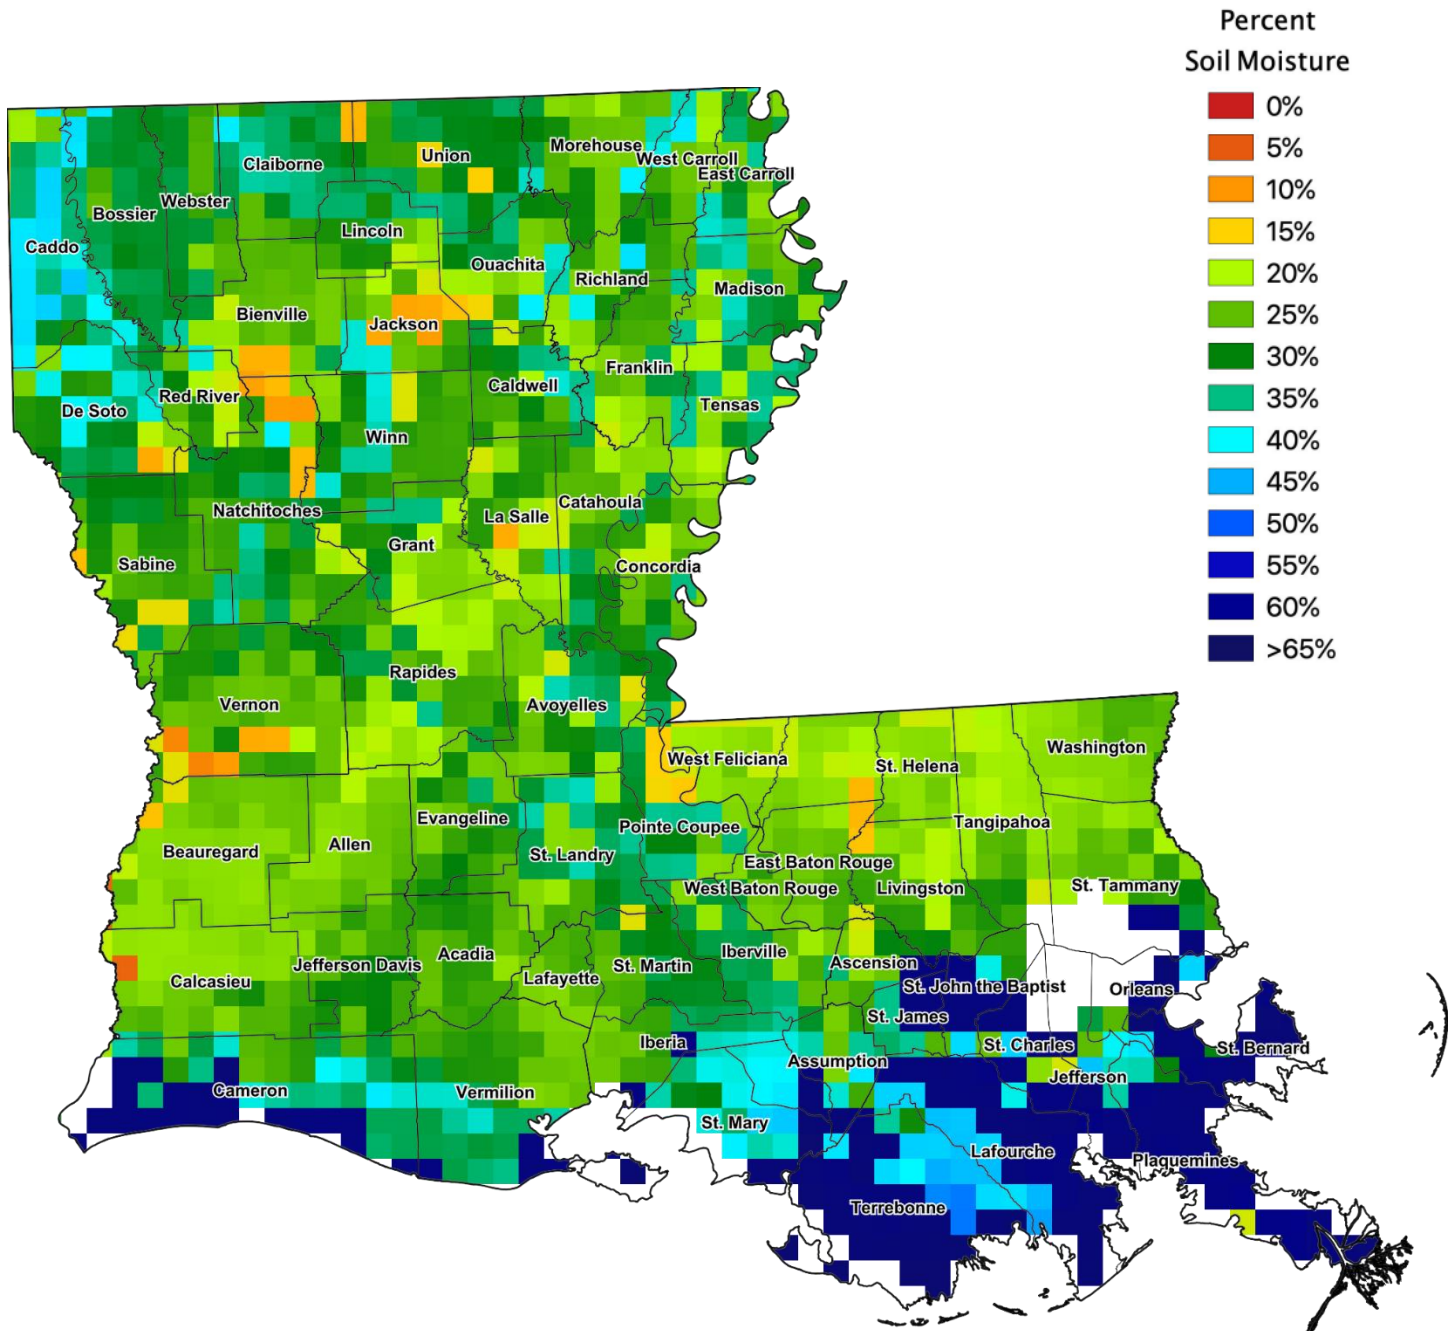 Percent
Soil Moisture
0%
5%
10%
15%
20%
25%
30%
35%
40%
45%
50%
55%
60%
>65%
Morehouse
Union
West Carroll
Claiborne
East Carroll
Webster
Bossier
Lincoln
Caddo
Ouachita
Richland
Madison
Bienville
Jackson
Franklin
Caldwell
Red River
Tensas
De Soto
Winn
Catahoula
Natchitoches
La Salle
Grant
Sabine
Concordia
Rapides
Vernon
Avoyelles
Washington
West Feliciana
St. Helena
Evangeline
Tangipahoa
Pointe Coupee
Allen
Beauregard
St. Landry
East Baton Rouge
West Baton Rouge
Livingston
St. Tammany
Iberville
Acadia
Ascension
Jefferson Davis
St. Martin
Lafayette
Calcasieu
St. John the Baptist
Orleans
St. James
Iberia
St. Charles
St. Bernard
Assumption
Jefferson
Cameron
Vermilion
St. Mary
Lafourche
Plaquemines
Terrebonne